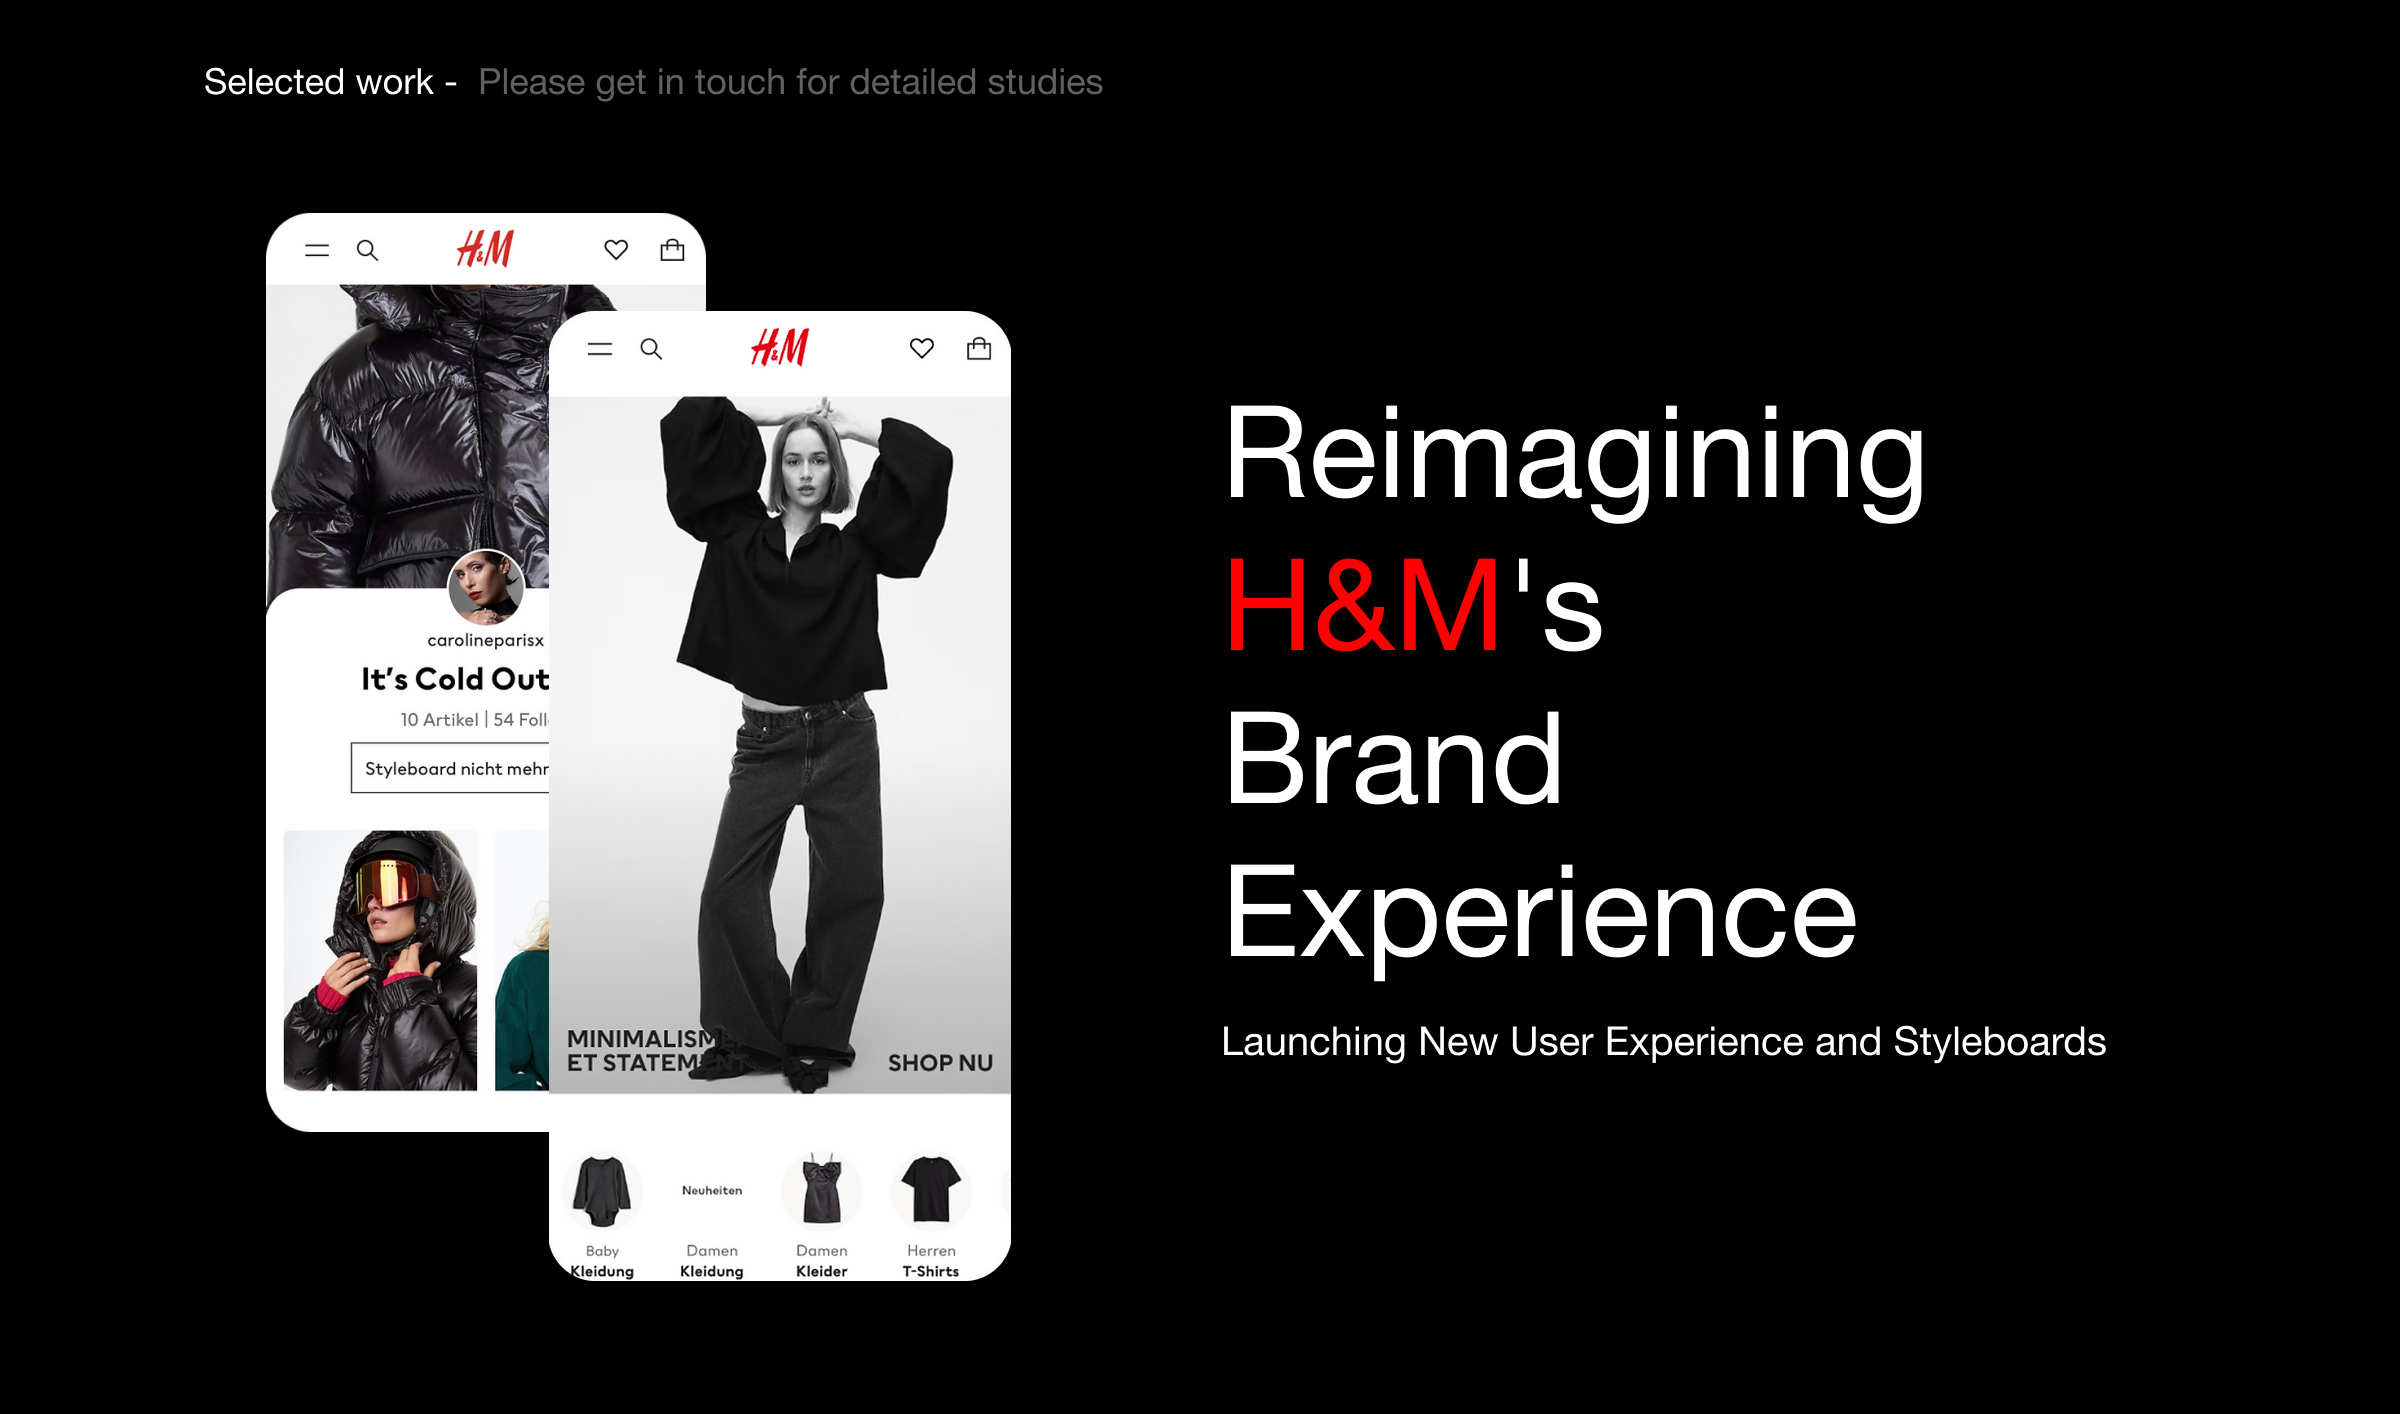 Selected work - Please get in touch for detailed studies
H&M
carolineparisx
It's Cold Out
10 Artikel | 54 Foll
Styleboard nicht mehr
H&M
MINIMALISM
ET STATEMENT
SHOP NU
Neuheiten
Baby
Kleidung
Damen
Kleidung
Damen
Kleider
Herren
T-Shirts
Reimagining
H&M's
Brand
Experience
Launching New User Experience and Styleboards